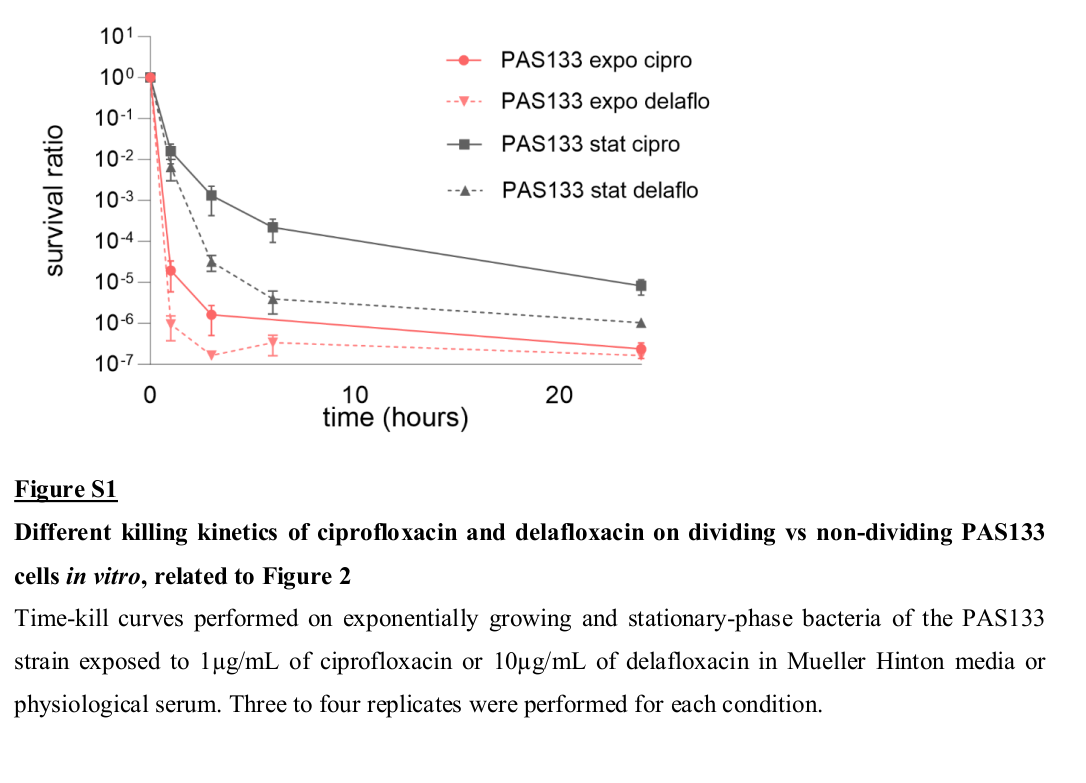 10¹
10⁰
10⁻¹
10⁻²
10⁻³
10⁻⁴
10⁻⁵
10⁻⁶
10⁻⁷
survival ratio
0 10 20
time (hours)
PAS133 expo cipro
PAS133 expo delaflo
PAS133 stat cipro
PAS133 stat delaflo
Figure S1
Different killing kinetics of ciprofloxacin and delafloxacin on dividing vs non-dividing PAS133
cells in vitro, related to Figure 2
Time-kill curves performed on exponentially growing and stationary-phase bacteria of the PAS133
strain exposed to 1µg/mL of ciprofloxacin or 10µg/mL of delafloxacin in Mueller Hinton media or
physiological serum. Three to four replicates were performed for each condition.